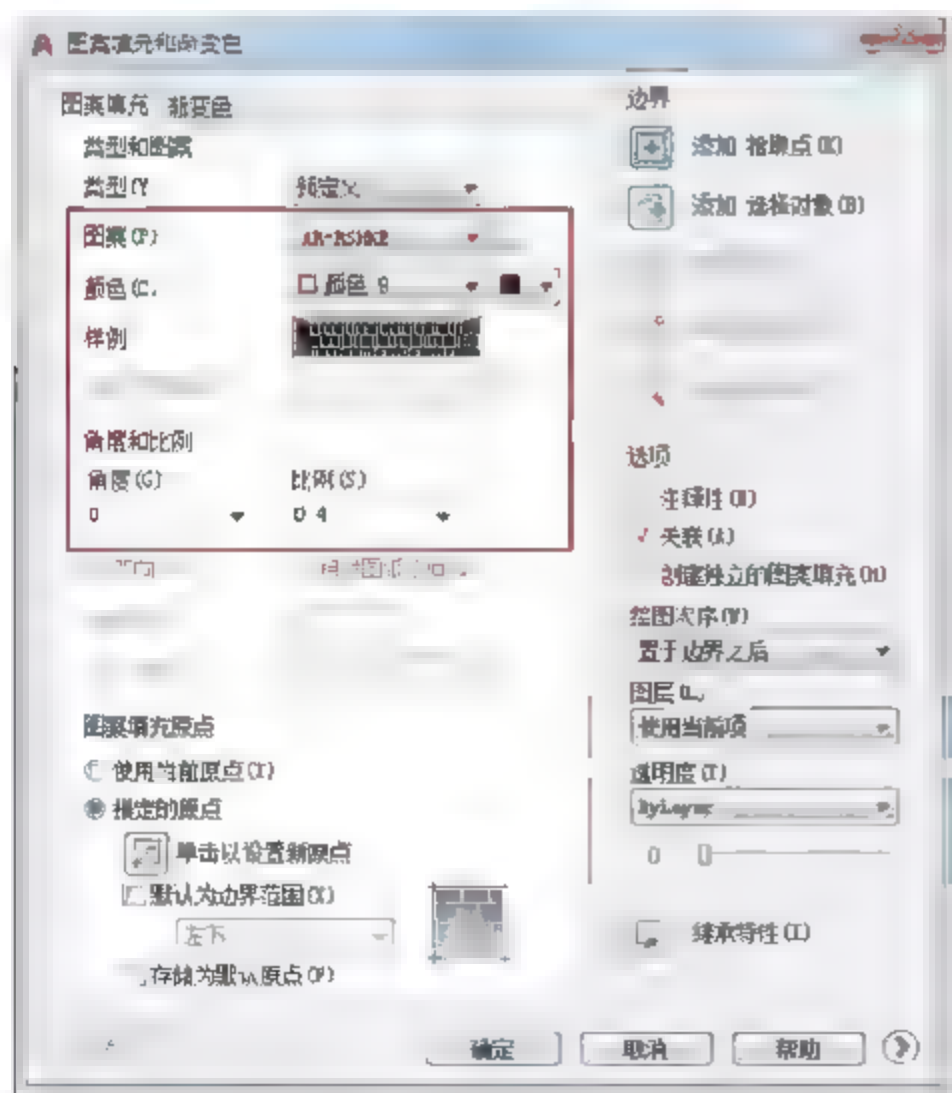 图案填充和渐变色
图案填充 渐变色
类型和图案
类型(Y
预定义
图案(P)
AR-RSHKE
颜色(C.
颜色 8
样例
角度和比例
角度(G)
比例(S)
0
0 4
图案填充原点
使用当前原点(T)
指定的原点
单击以设置新原点
默认为边界范围(X)
左下
存储为默认原点(F)
边界
添加 拾取点(K)
添加 选择对象(B)
选项
注释性(N)
关联(A)
创建独立的图案填充(H)
绘图次序(W)
置于边界之后
图层(L.
使用当前项
透明度(T)
ByLayer
0
继承特性(I)
确定
取消
帮助